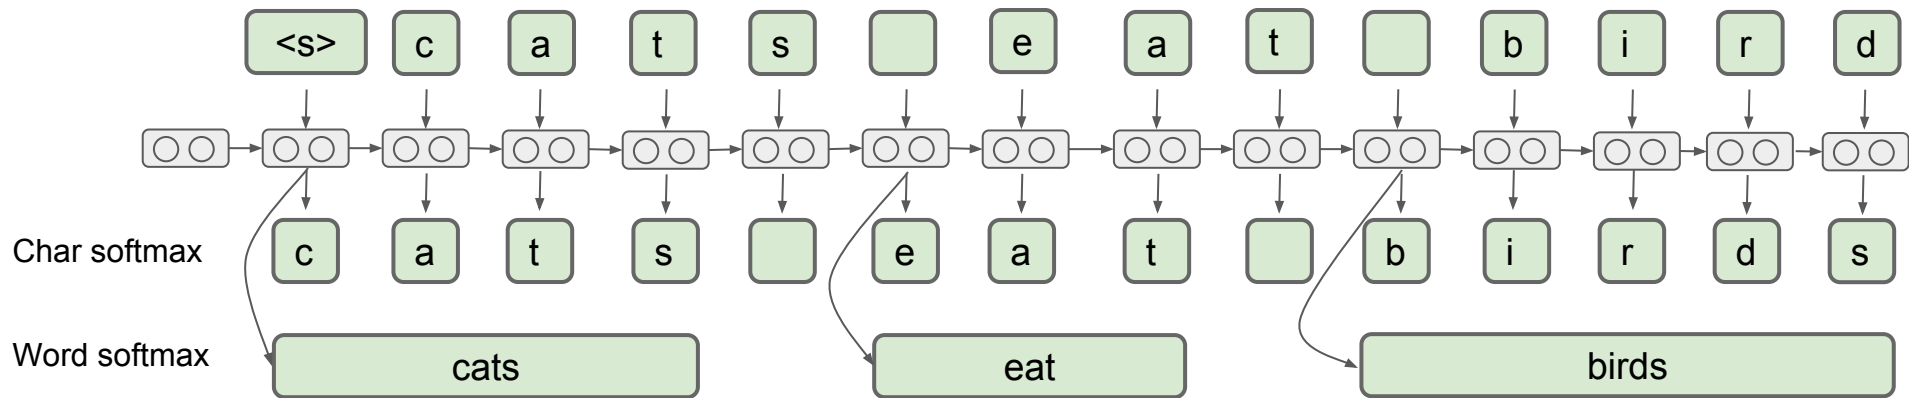 <s> c a t s e a t b i r d
Char softmax c a t s e a t b i r d s
Word softmax cats eat birds